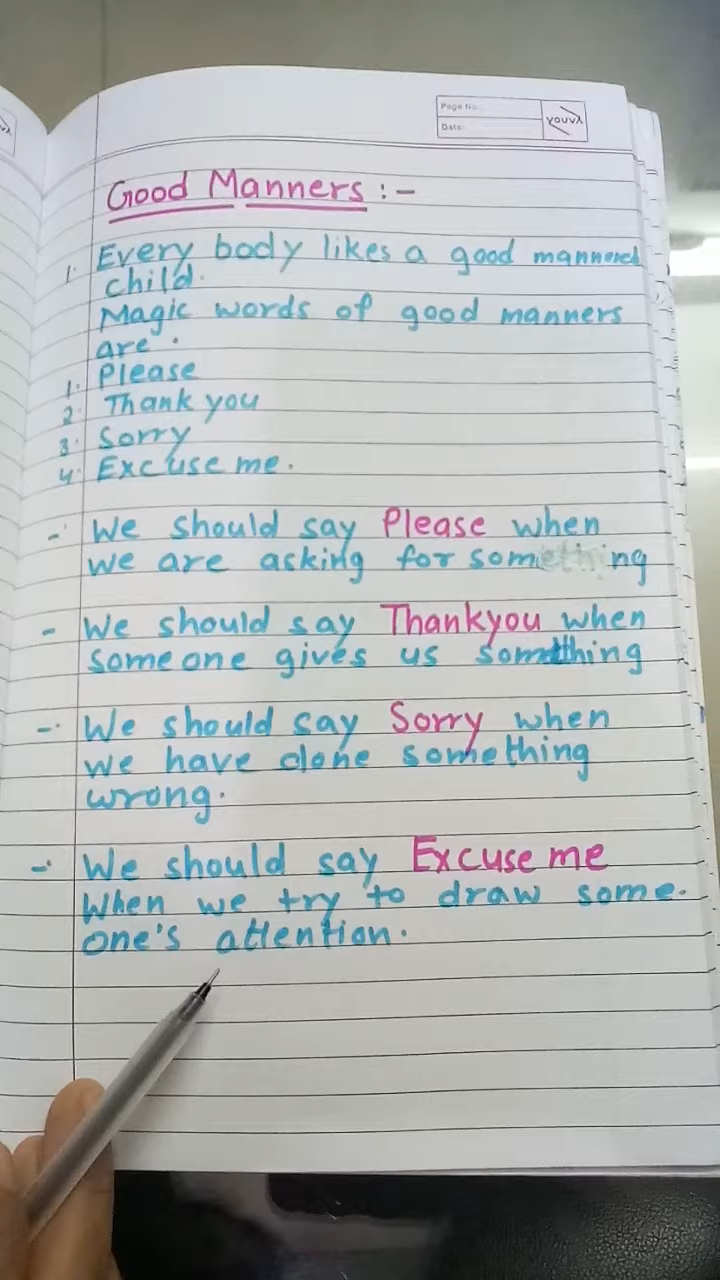 Page No.:
Date:
YOUVA
Good Manners :-
1. Every body likes a good mannered
child.
Magic words of good manners
are.
1. Please
2. Thank you
3. Sorry
4. Excuse me.
- We should say Please when
we are asking for something
- We should say Thankyou when
someone gives us something
- We should say Sorry when
we have done something
wrong.
- We should say Excuse me
When we try to draw some-
one's attention.